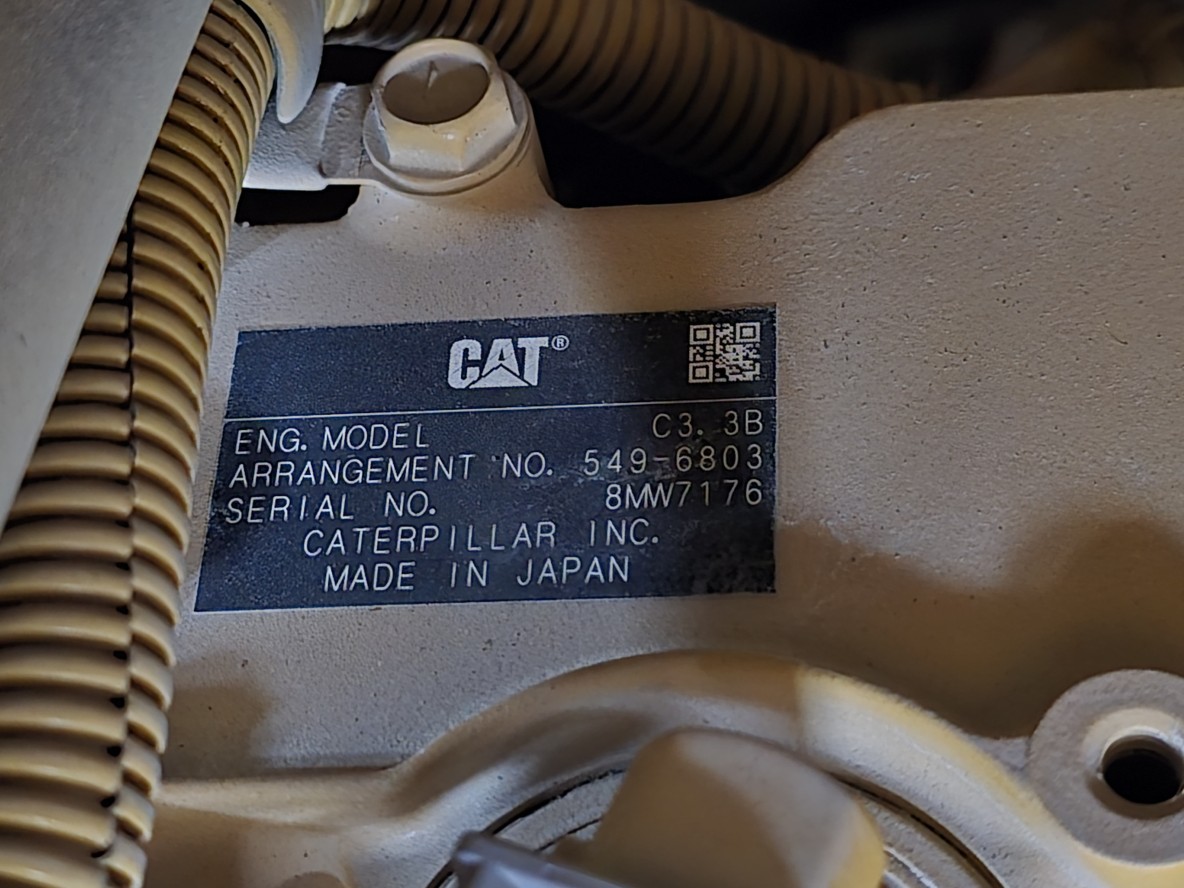 CAT®
ENG. MODEL C3.3B
ARRANGEMENT NO. 549-6803
SERIAL NO. 8MW7176
CATERPILLAR INC.
MADE IN JAPAN